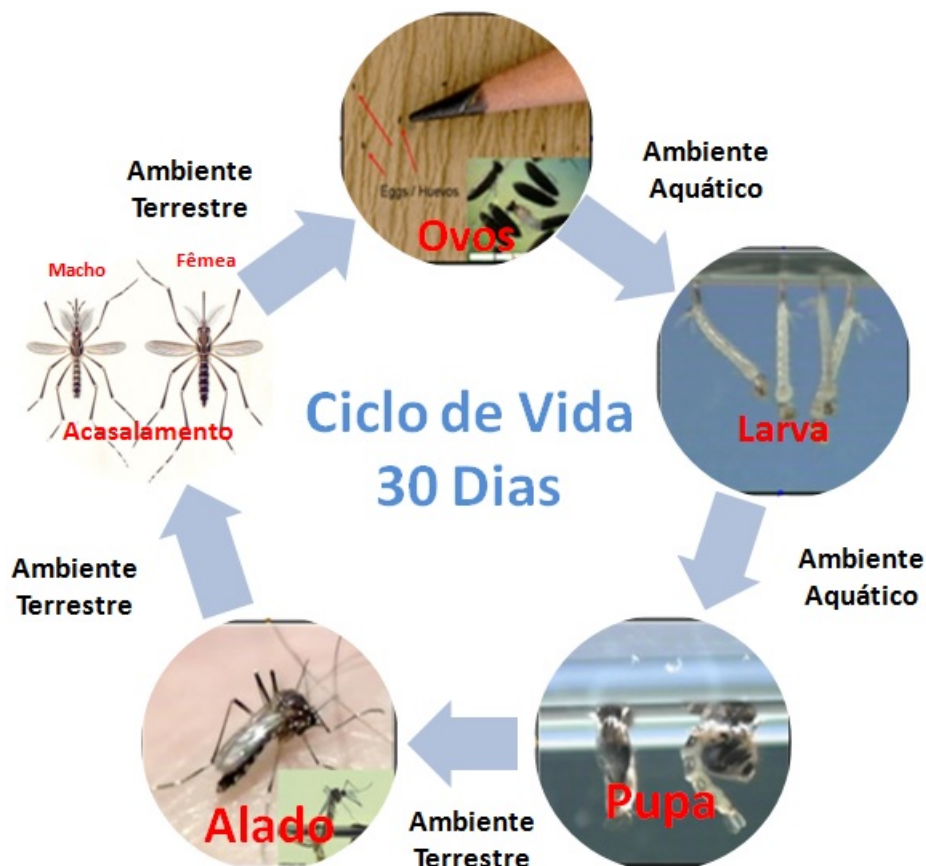 Ambiente
Terrestre
Eggs / Huevos
Ovos
Ambiente
Aquático
Macho
Fêmea
Acasalamento
Ciclo de Vida
30 Dias
Larva
Ambiente
Terrestre
Ambiente
Aquático
Alado
Ambiente
Terrestre
Pupa